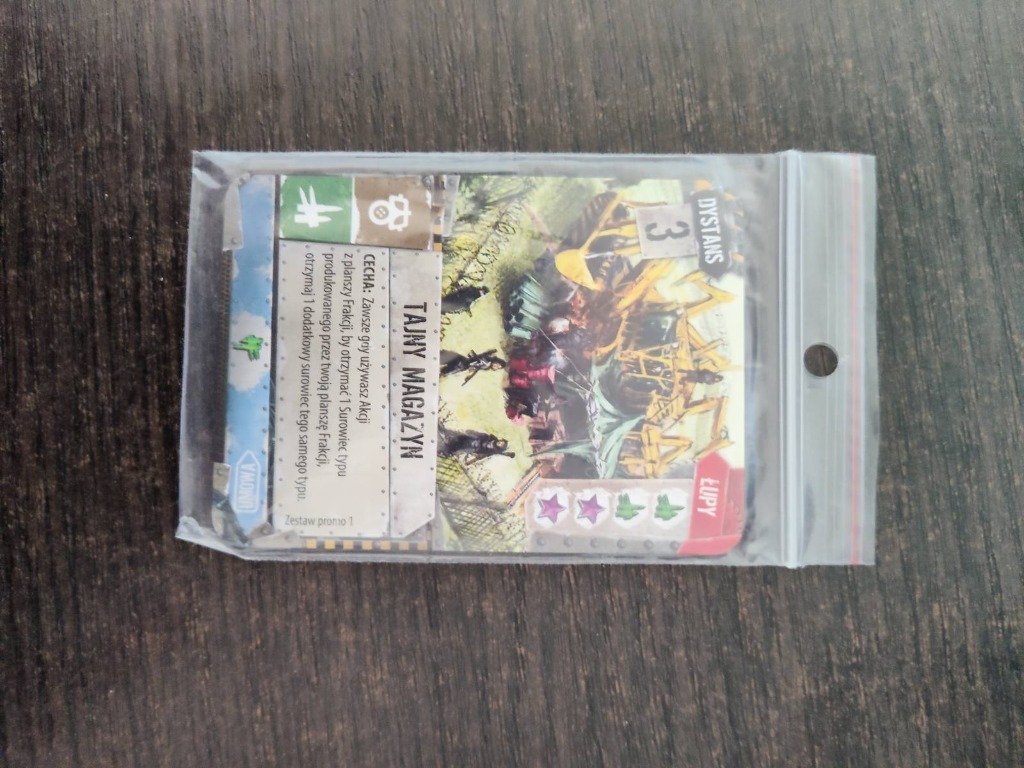 DYSTANS
3
ŁUPY
TAJNY MAGAZYN
CECHA: Zawsze gdy używasz Akcji
z planszy Frakcji, by otrzymać 1 Surowiec typu
produkowanego przez twoją planszę Frakcji,
otrzymaj 1 dodatkowy surowiec tego samego typu.
Zestaw promo 1
UMOWA